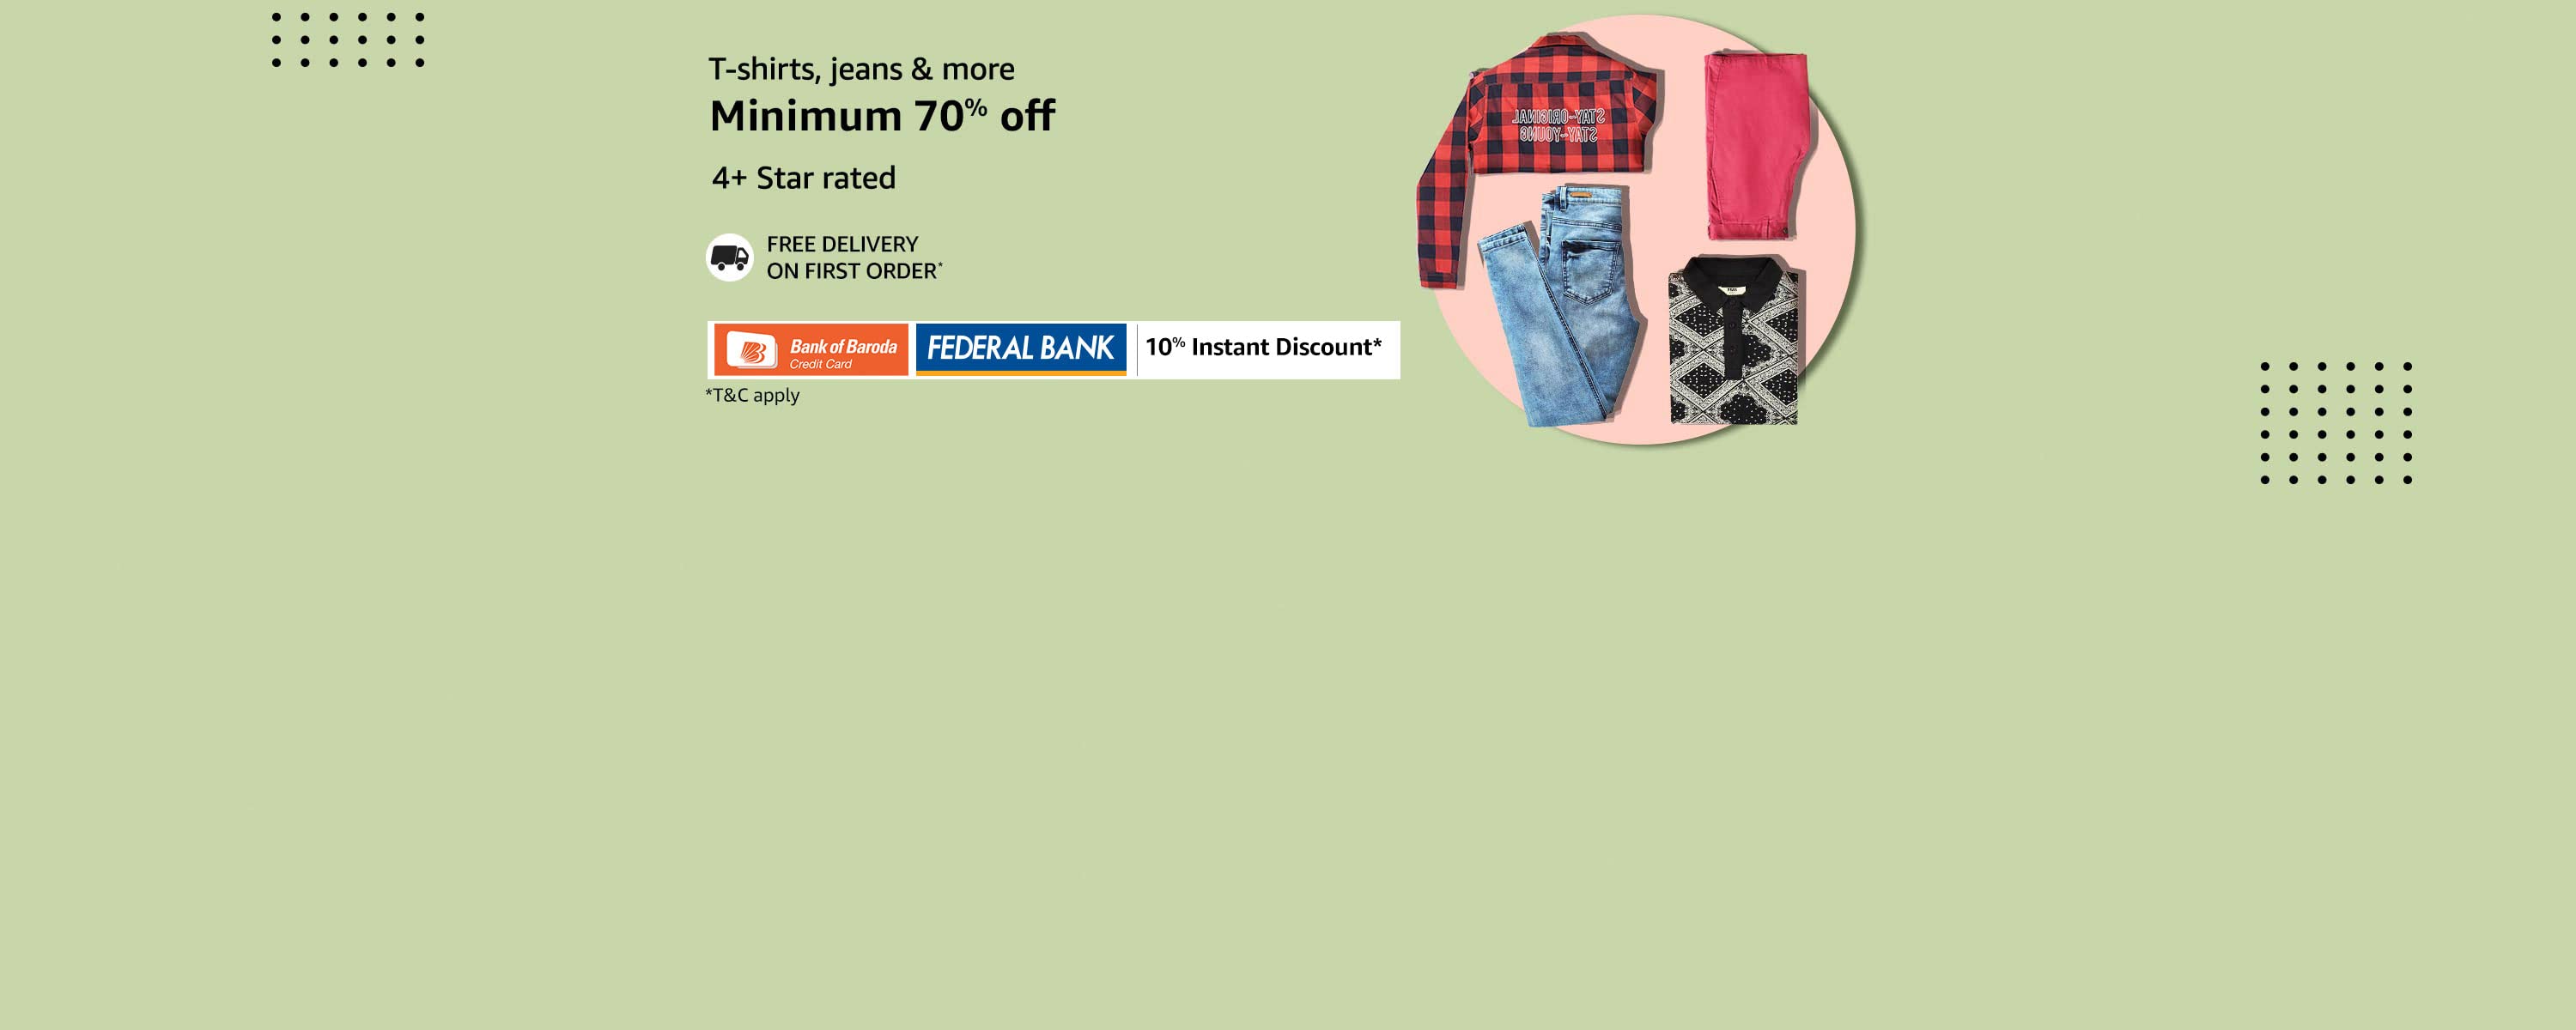 T-shirts, jeans & more
Minimum 70% off
4+ Star rated
FREE DELIVERY
ON FIRST ORDER*
Bank of Baroda
Credit Card
FEDERAL BANK
10% Instant Discount*
*T&C apply
STAY-ORIGINAL
STAY-YOUNG